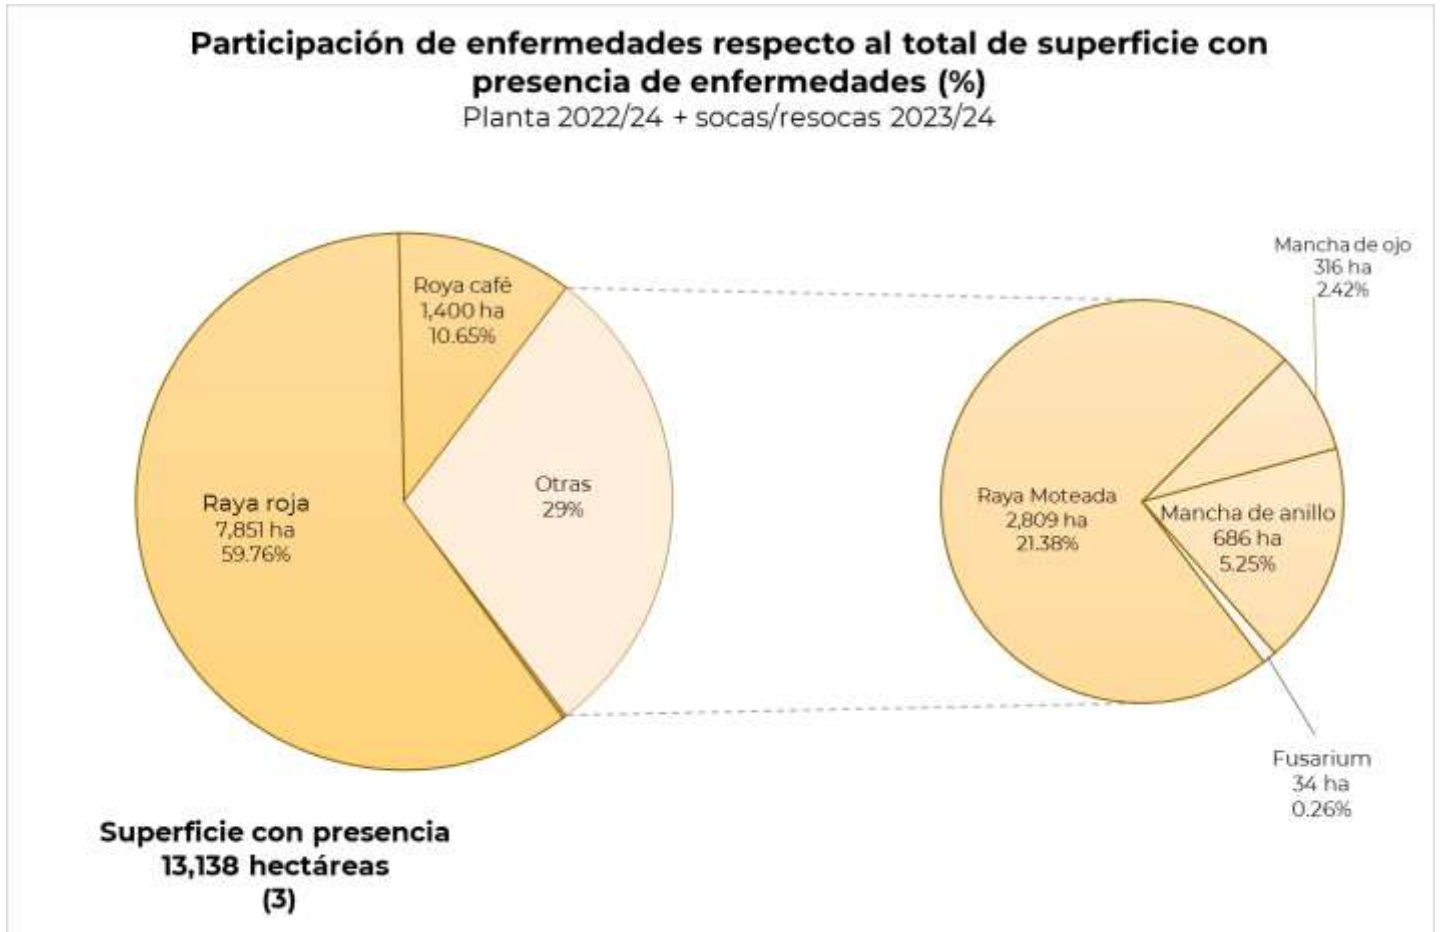 Participación de enfermedades respecto al total de superficie con
presencia de enfermedades (%)
Planta 2022/24 + socas/resocas 2023/24
Roya café
1,400 ha
10.65%
Raya roja
7,851 ha
59.76%
Otras
29%
Mancha de ojo
316 ha
2.42%
Raya Moteada
2,809 ha
21.38%
Mancha de anillo
686 ha
5.25%
Fusarium
34 ha
0.26%
Superficie con presencia
13,138 hectáreas
(3)